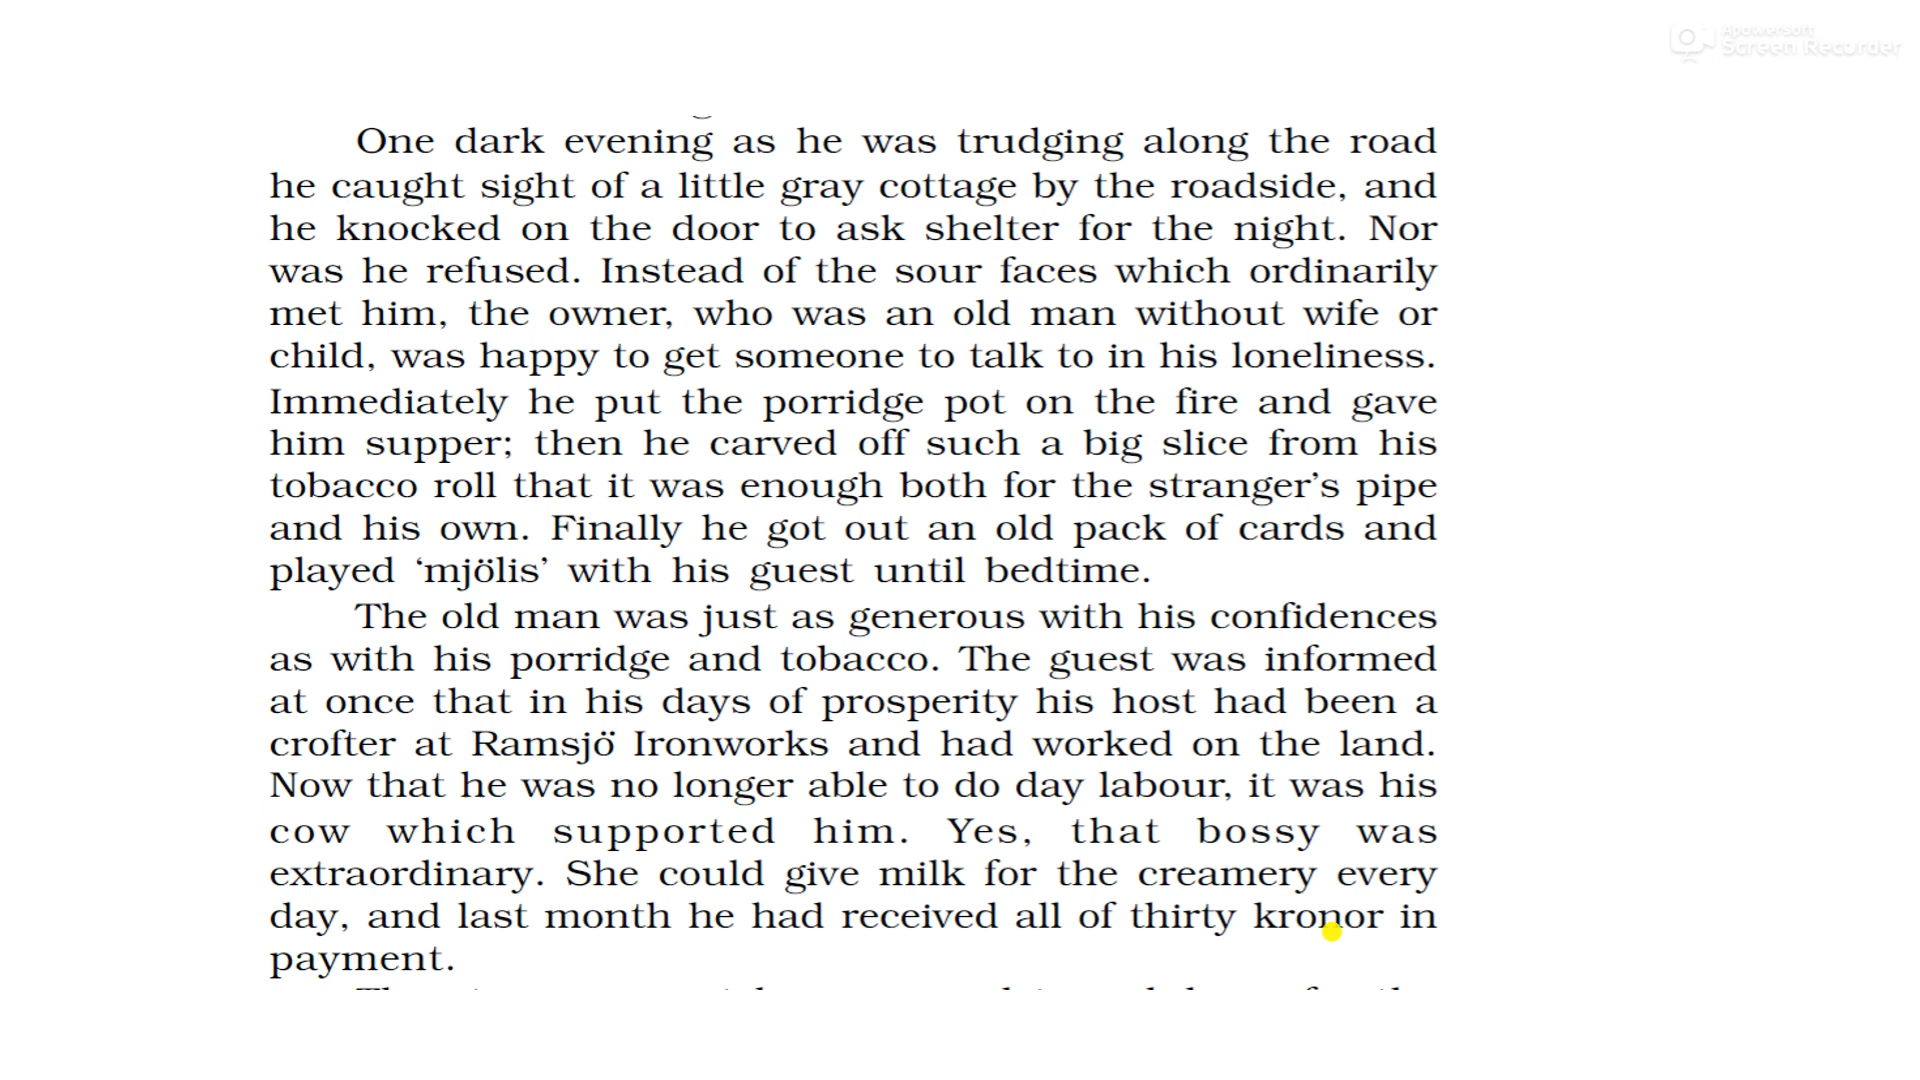 Apowersoft
Screen Recorder
One dark evening as he was trudging along the road
he caught sight of a little gray cottage by the roadside, and
he knocked on the door to ask shelter for the night. Nor
was he refused. Instead of the sour faces which ordinarily
met him, the owner, who was an old man without wife or
child, was happy to get someone to talk to in his loneliness.
Immediately he put the porridge pot on the fire and gave
him supper; then he carved off such a big slice from his
tobacco roll that it was enough both for the stranger’s pipe
and his own. Finally he got out an old pack of cards and
played ‘mjölis’ with his guest until bedtime.
The old man was just as generous with his confidences
as with his porridge and tobacco. The guest was informed
at once that in his days of prosperity his host had been a
crofter at Ramsjö Ironworks and had worked on the land.
Now that he was no longer able to do day labour, it was his
cow which supported him. Yes, that bossy was
extraordinary. She could give milk for the creamery every
day, and last month he had received all of thirty kronor in
payment.